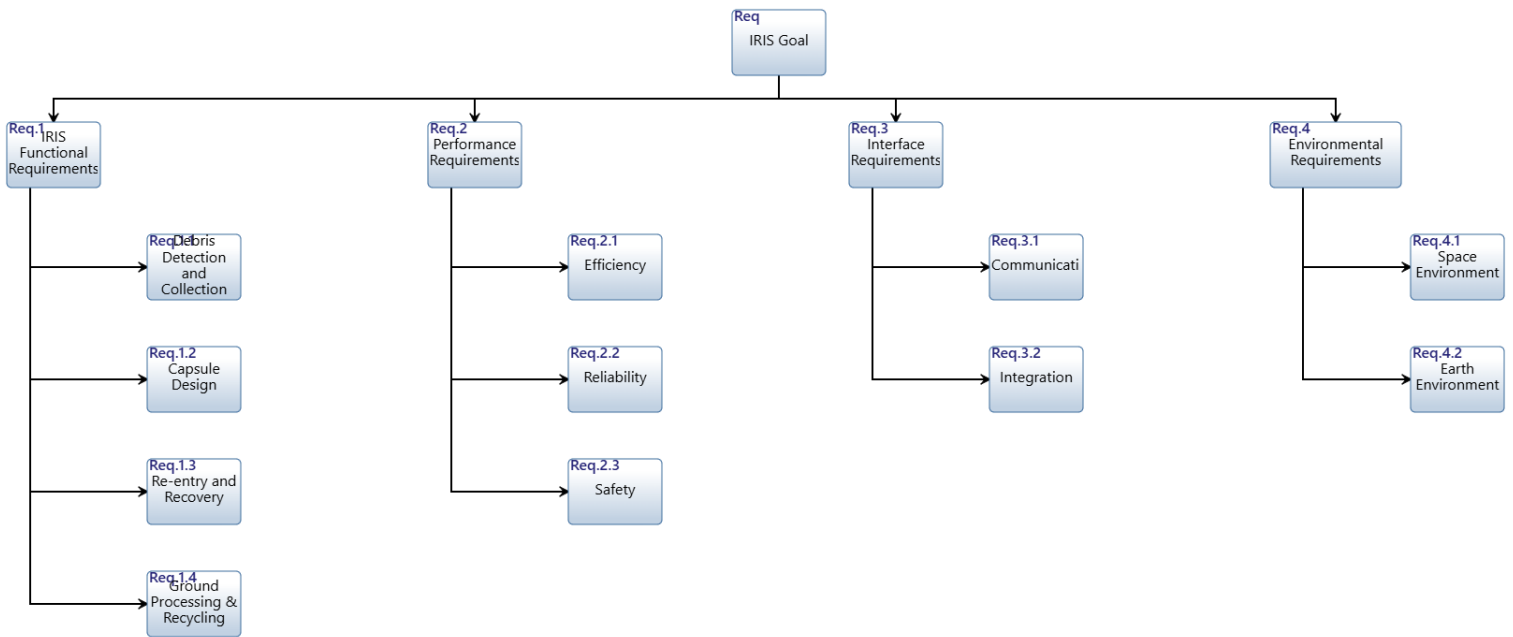 Req
IRIS Goal
Req.1
IRIS
Functional
Requirements
Req.2
Performance
Requirements
Req.3
Interface
Requirements
Req.4
Environmental
Requirements
Req.1.1
Debris
Detection
and
Collection
Req.2.1
Efficiency
Req.3.1
Communicati
Req.4.1
Space
Environment
Req.1.2
Capsule
Design
Req.2.2
Reliability
Req.3.2
Integration
Req.4.2
Earth
Environment
Req.1.3
Re-entry and
Recovery
Req.2.3
Safety
Req.1.4
Ground
Processing &
Recycling